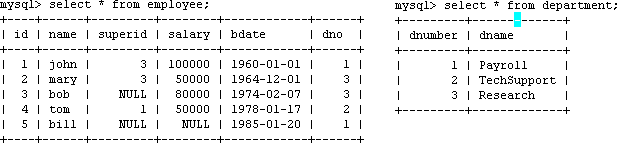 mysql> select * from employee;
+----+------+---------+--------+------------+------+
| id | name | superid | salary | bdate      | dno  |
+----+------+---------+--------+------------+------+
|  1 | john |       3 | 100000 | 1960-01-01 |    1 |
|  2 | mary |       3 |  50000 | 1964-12-01 |    3 |
|  3 | bob  |    NULL |  80000 | 1974-02-07 |    3 |
|  4 | tom  |       1 |  50000 | 1978-01-17 |    2 |
|  5 | bill |    NULL |   NULL | 1985-01-20 |    1 |
+----+------+---------+--------+------------+------+
mysql> select * from department;
+---------+-------------+
| dnumber | dname       |
+---------+-------------+
|       1 | Payroll     |
|       2 | TechSupport |
|       3 | Research    |
+---------+-------------+